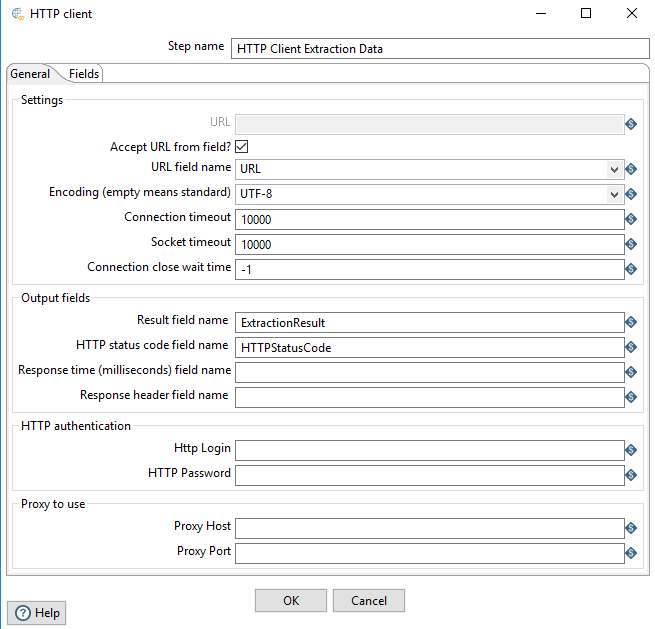 HTTP client
Step name HTTP Client Extraction Data
General Fields
Settings
URL
Accept URL from field?
URL field name URL
Encoding (empty means standard) UTF-8
Connection timeout 10000
Socket timeout 10000
Connection close wait time -1
Output fields
Result field name ExtractionResult
HTTP status code field name HTTPStatusCode
Response time (milliseconds) field name
Response header field name
HTTP authentication
Http Login
HTTP Password
Proxy to use
Proxy Host
Proxy Port
OK Cancel
Help